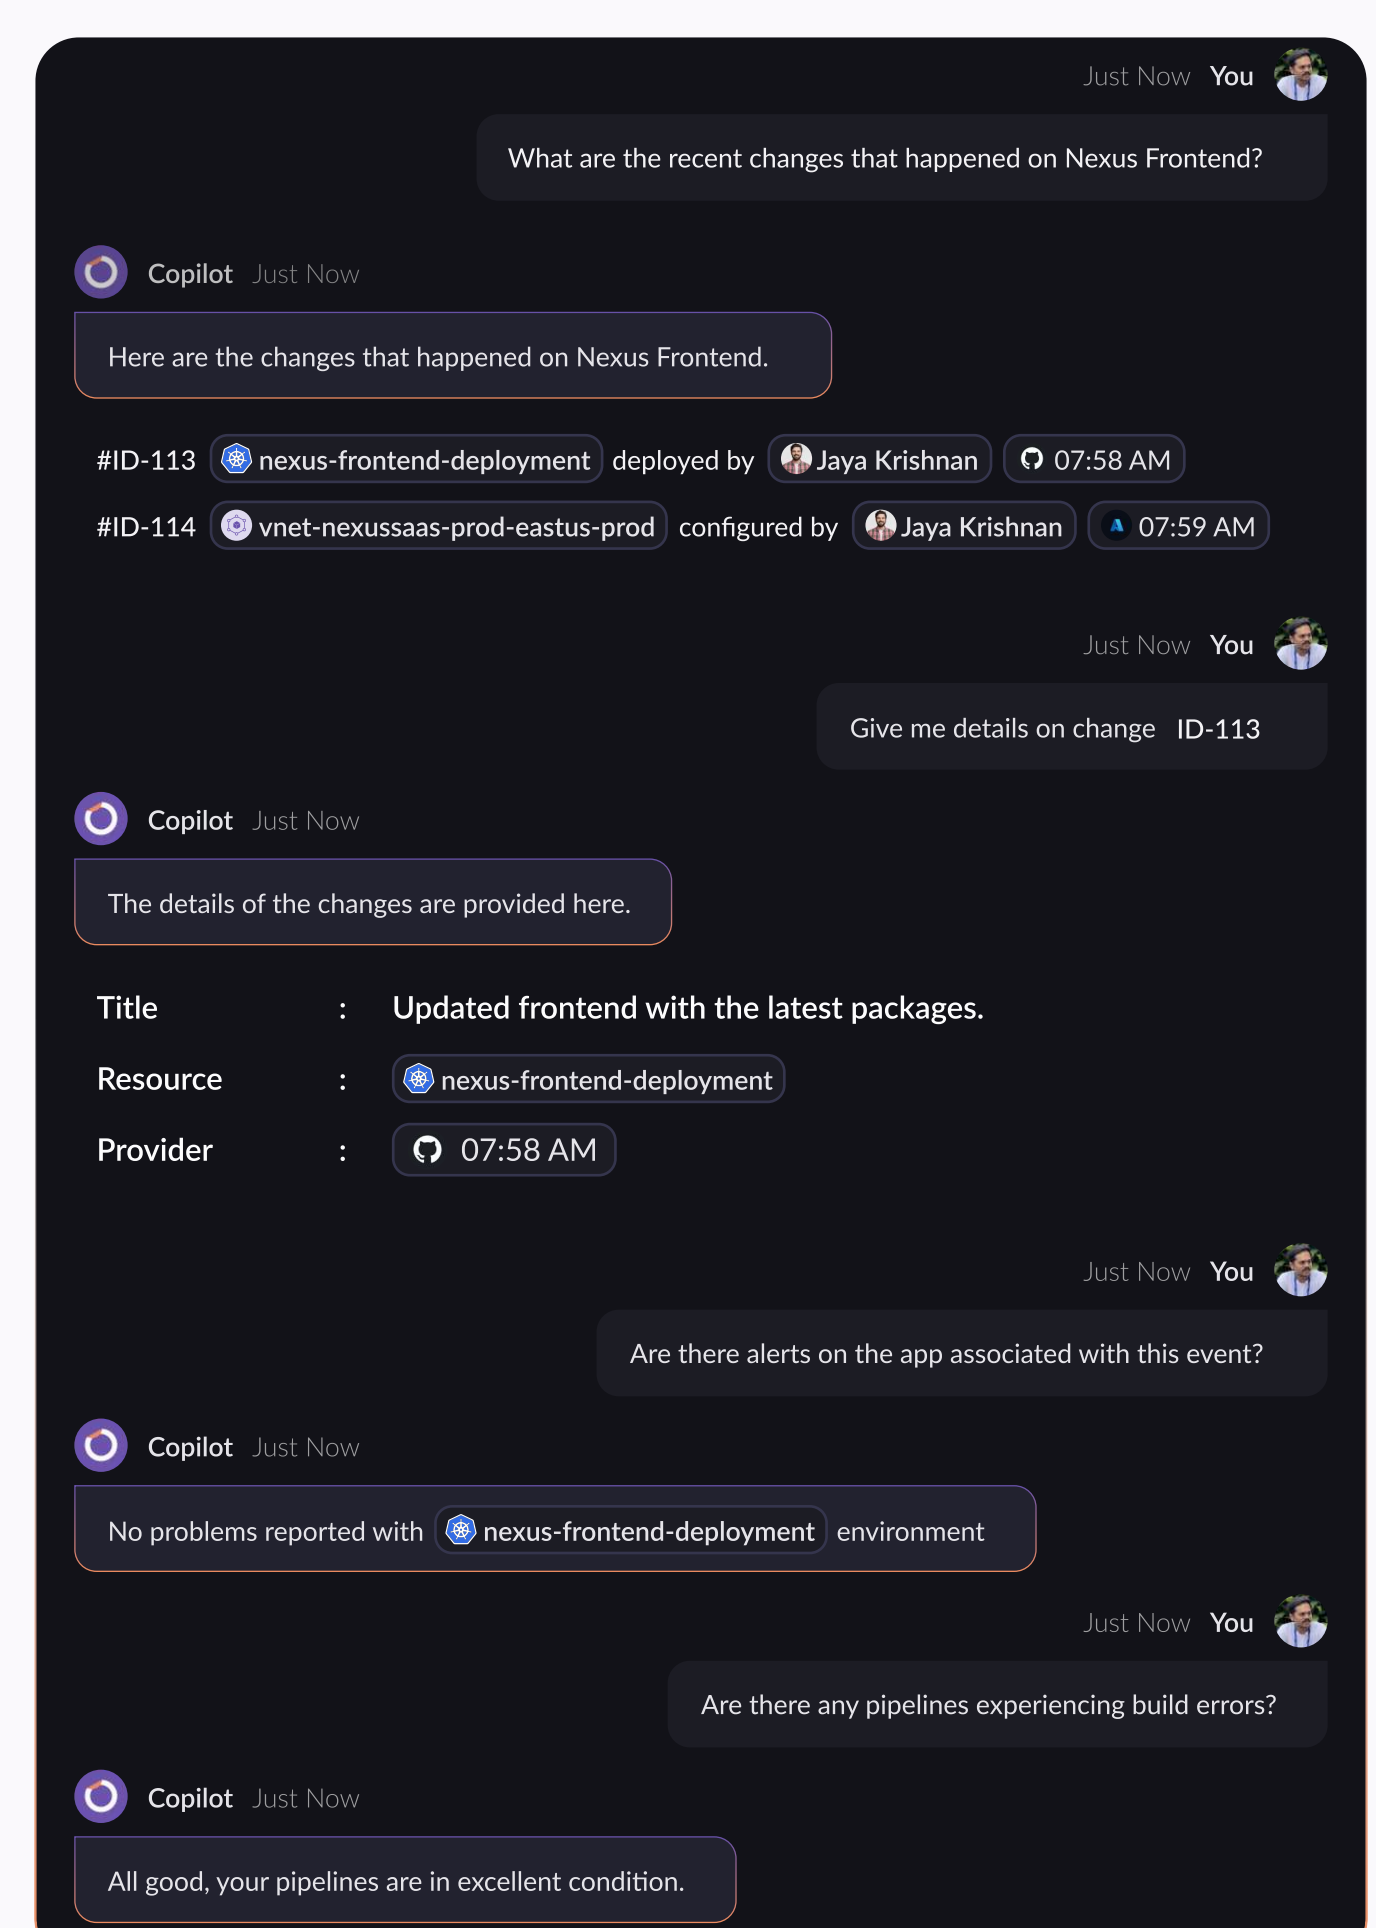 Just Now You
What are the recent changes that happened on Nexus Frontend?
Copilot Just Now
Here are the changes that happened on Nexus Frontend.
#ID-113 nexus-frontend-deployment deployed by Jaya Krishnan 07:58 AM
#ID-114 vnet-nexussaas-prod-eastus-prod configured by Jaya Krishnan 07:59 AM
Just Now You
Give me details on change ID-113
Copilot Just Now
The details of the changes are provided here.
Title : Updated frontend with the latest packages.
Resource : nexus-frontend-deployment
Provider : 07:58 AM
Just Now You
Are there alerts on the app associated with this event?
Copilot Just Now
No problems reported with nexus-frontend-deployment environment
Just Now You
Are there any pipelines experiencing build errors?
Copilot Just Now
All good, your pipelines are in excellent condition.